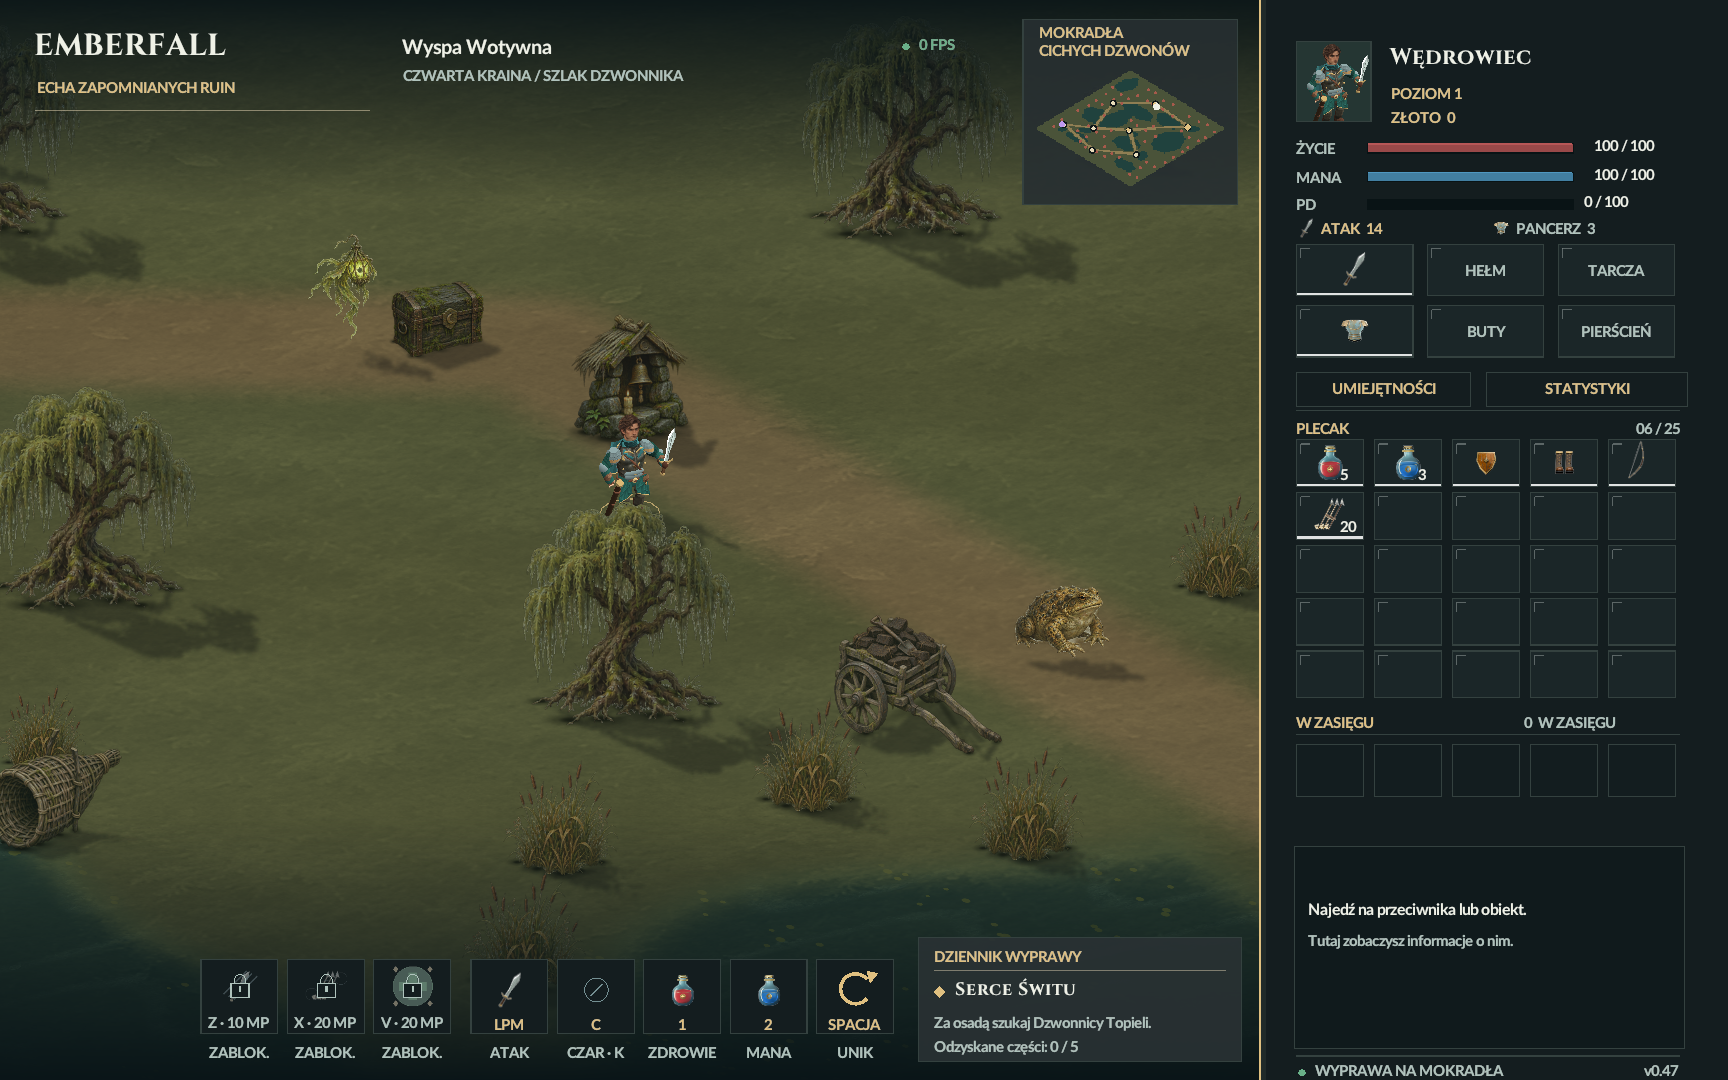 EMBERFALL
ECHA ZAPOMNIANYCH RUIN
Wyspa Wotywna
CZWARTA KRAINA / SZLAK DZWONNIKA
0 FPS
MOKRADŁA
CICHYCH DZWONÓW
Wędrowiec
POZIOM 1
ZŁOTO 0
ŻYCIE 100 / 100
MANA 100 / 100
PD 0 / 100
ATAK 14 PANCERZ 3
HEŁM TARCZA
BUTY PIERŚCIEŃ
UMIEJĘTNOŚCI STATYSTYKI
PLECAK 06 / 25
5 3
20
W ZASIĘGU 0 W ZASIĘGU
Najedź na przeciwnika lub obiekt.
Tutaj zobaczysz informacje o nim.
WYPRAWA NA MOKRADŁA v0.47
Z · 10 MP X · 20 MP V · 20 MP LPM C 1 2 SPACJA
ZABLOK. ZABLOK. ZABLOK. ATAK CZAR · K ZDROWIE MANA UNIK
DZIENNIK WYPRAWY
Serce Świtu
Za osadą szukaj Dzwonnicy Topieli.
Odzyskane części: 0 / 5